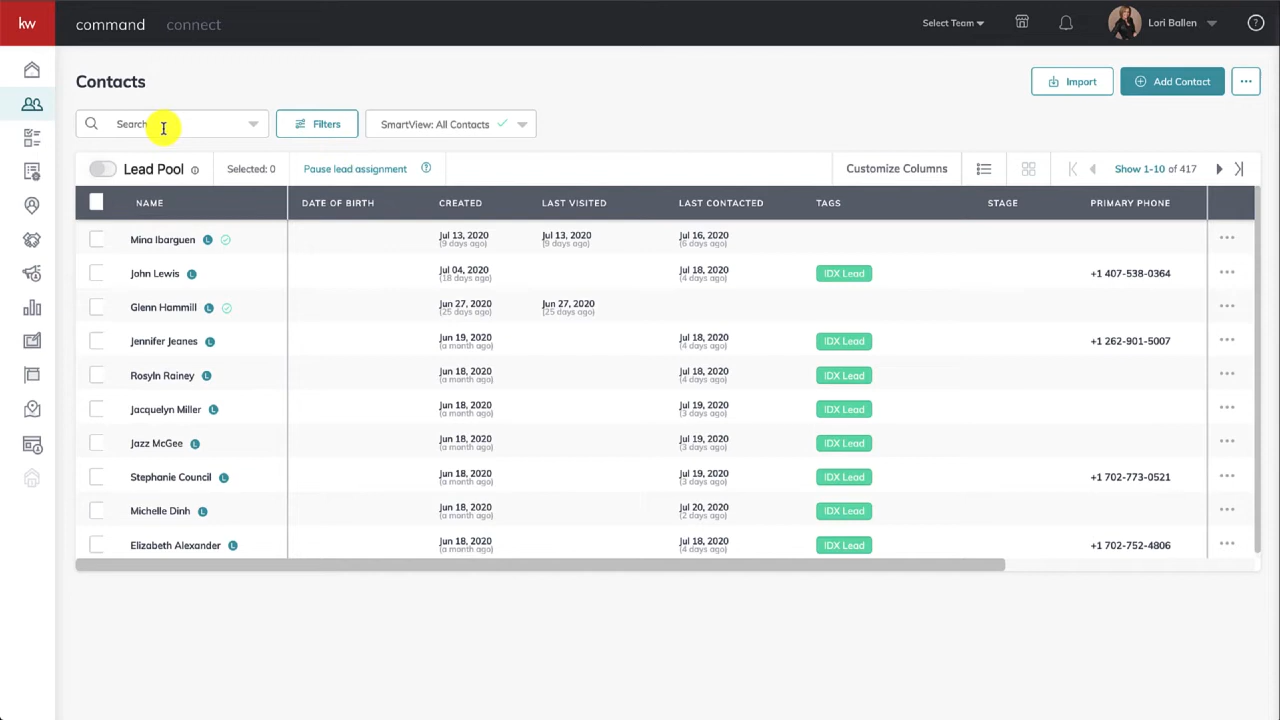 kw command connect Select Team Lori Ballen ?
Contacts Import Add Contact ...
Search Filters SmartView: All Contacts
Lead Pool Selected: 0 Pause lead assignment ? Customize Columns Show 1-10 of 417
NAME DATE OF BIRTH CREATED LAST VISITED LAST CONTACTED TAGS STAGE PRIMARY PHONE
Mina Ibarguen L Jul 13, 2020 Jul 13, 2020 Jul 16, 2020
(9 days ago) (9 days ago) (6 days ago)
John Lewis L Jul 04, 2020 Jul 18, 2020 IDX Lead +1 407-538-0364
(18 days ago) (4 days ago)
Glenn Hammill L Jun 27, 2020 Jun 27, 2020
(25 days ago) (25 days ago)
Jennifer Jeanes L Jun 19, 2020 Jul 18, 2020 IDX Lead +1 262-901-5007
(a month ago) (4 days ago)
Rosyln Rainey L Jun 18, 2020 Jul 18, 2020 IDX Lead
(a month ago) (4 days ago)
Jacquelyn Miller L Jun 18, 2020 Jul 19, 2020 IDX Lead
(a month ago) (3 days ago)
Jazz McGee L Jun 18, 2020 Jul 19, 2020 IDX Lead
(a month ago) (3 days ago)
Stephanie Council L Jun 18, 2020 Jul 19, 2020 IDX Lead +1 702-773-0521
(a month ago) (3 days ago)
Michelle Dinh L Jun 18, 2020 Jul 20, 2020 IDX Lead
(a month ago) (2 days ago)
Elizabeth Alexander L Jun 18, 2020 Jul 18, 2020 IDX Lead +1 702-752-4806
(a month ago) (4 days ago)